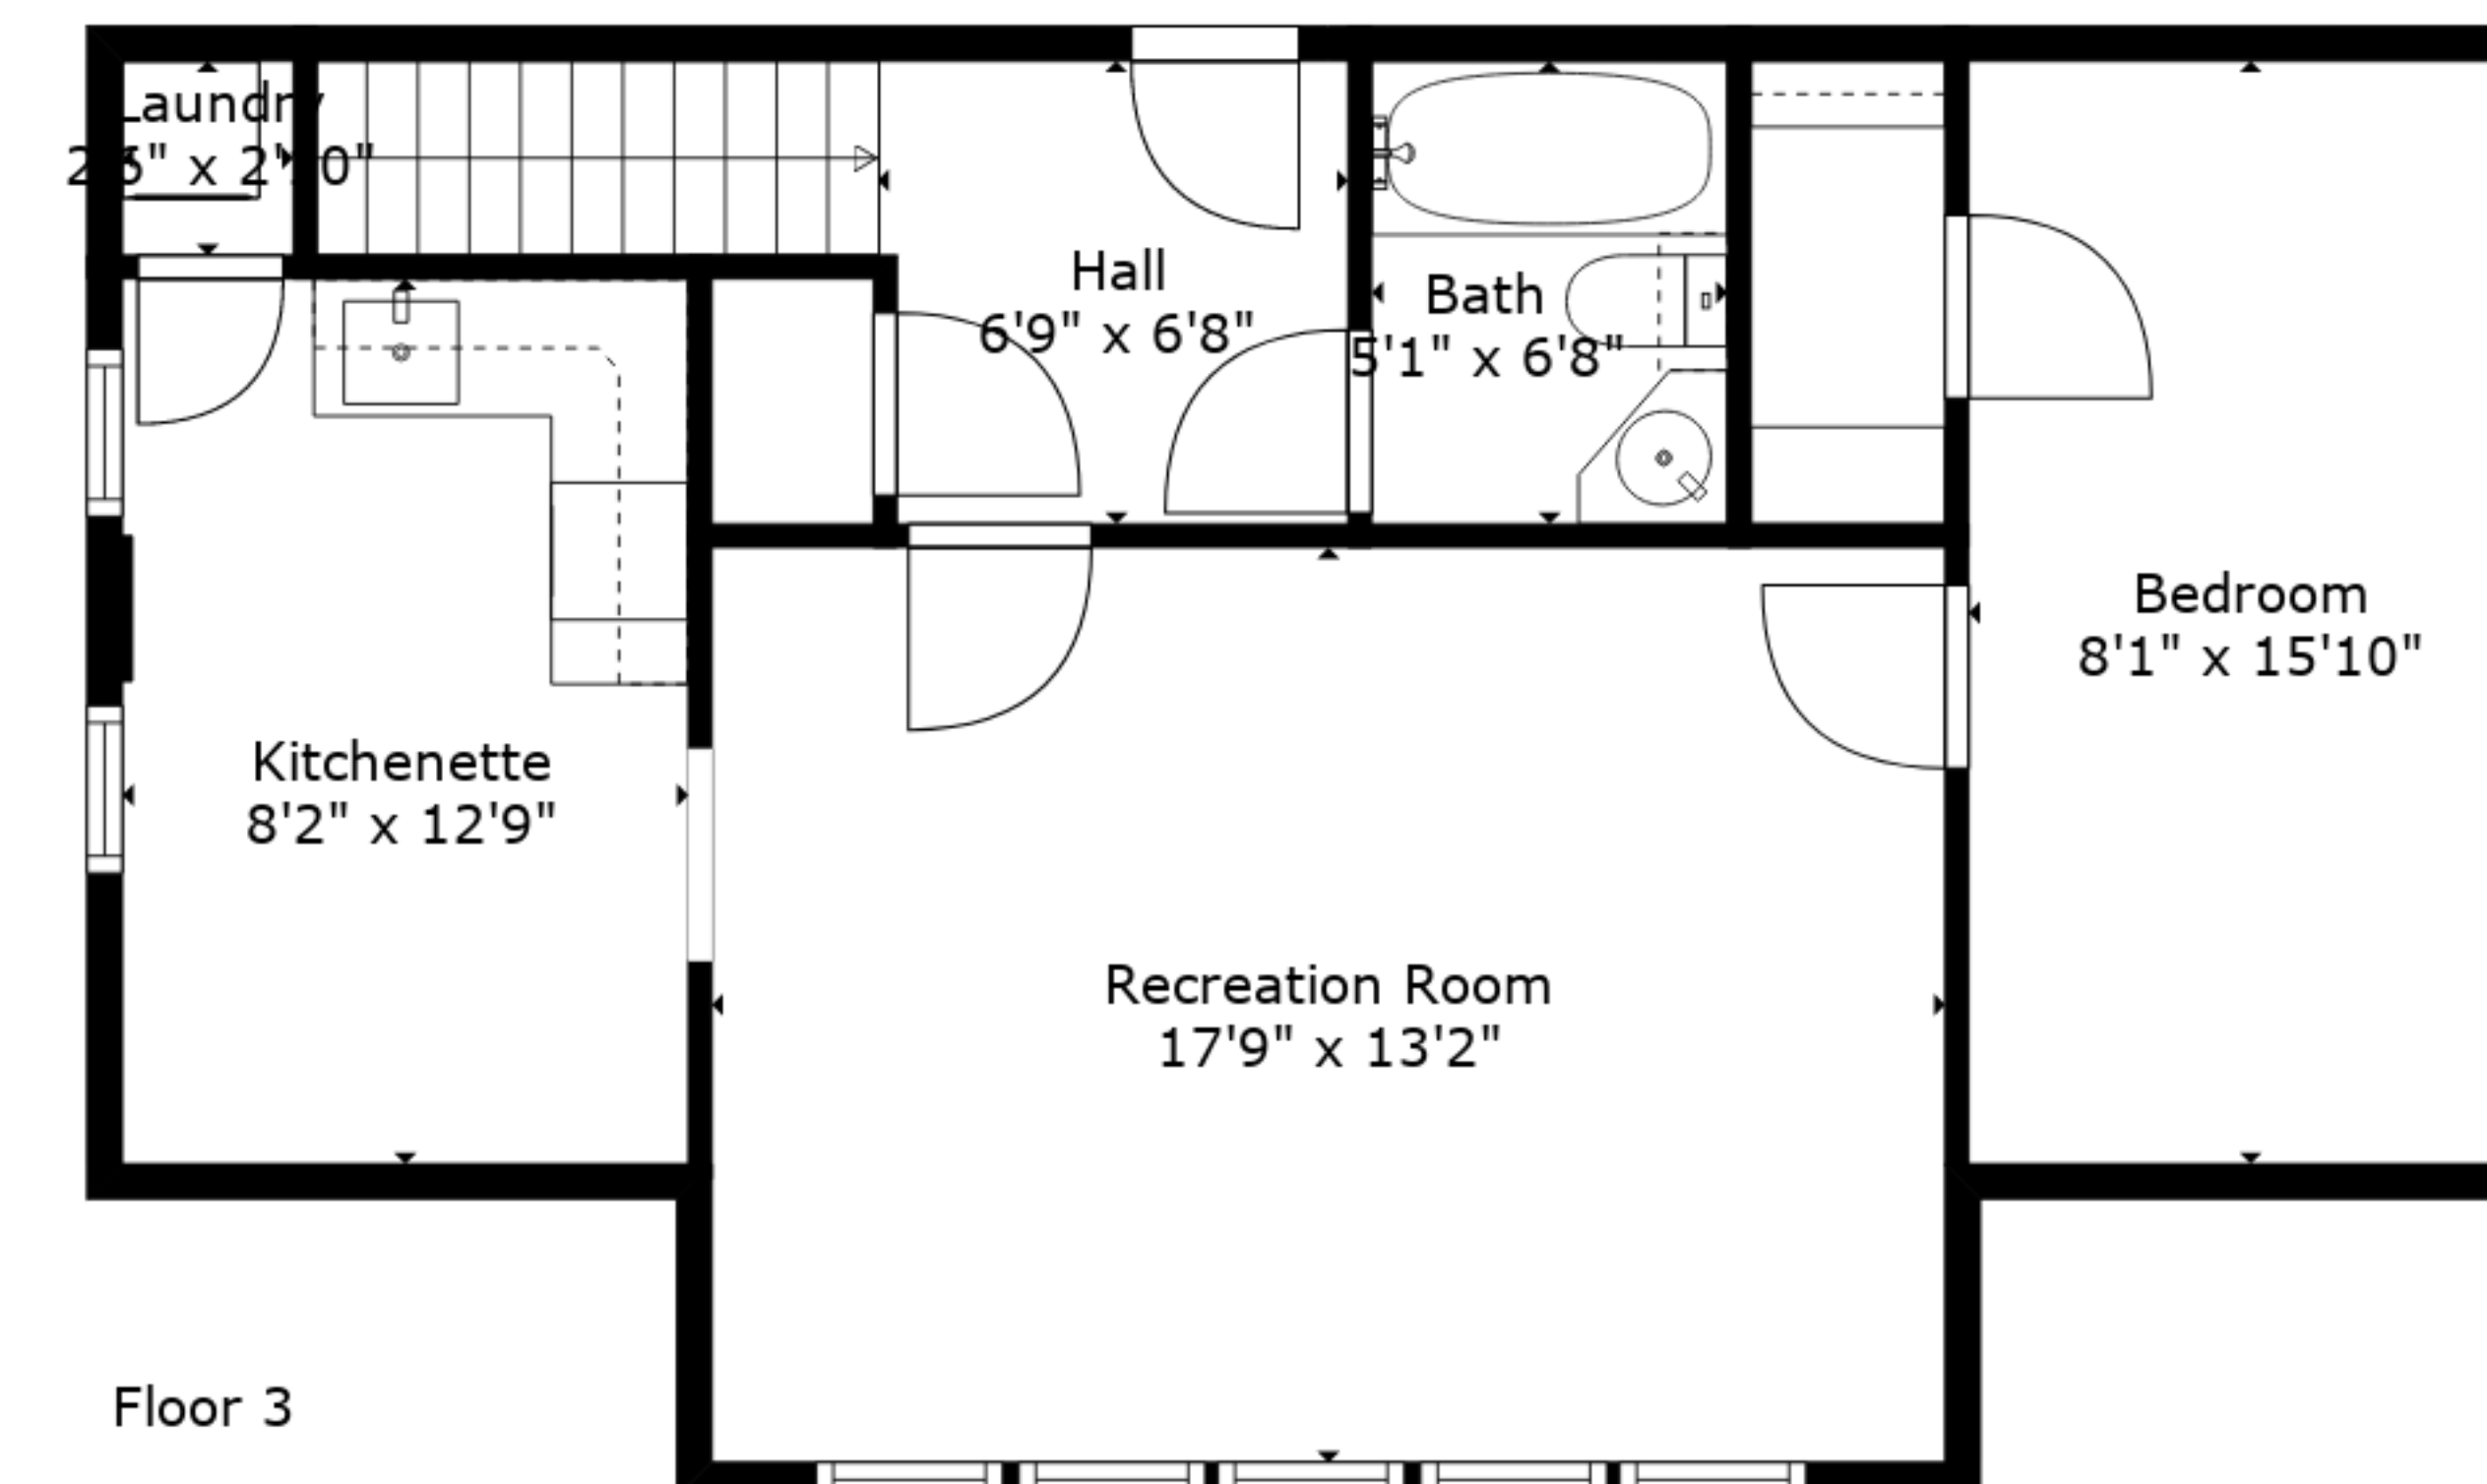 Laundry
Hall
6'9" x 6'8"
Bath
5'1" x 6'8"
Bedroom
8'1" x 15'10"
Kitchenette
8'2" x 12'9"
Recreation Room
17'9" x 13'2"
Floor 3